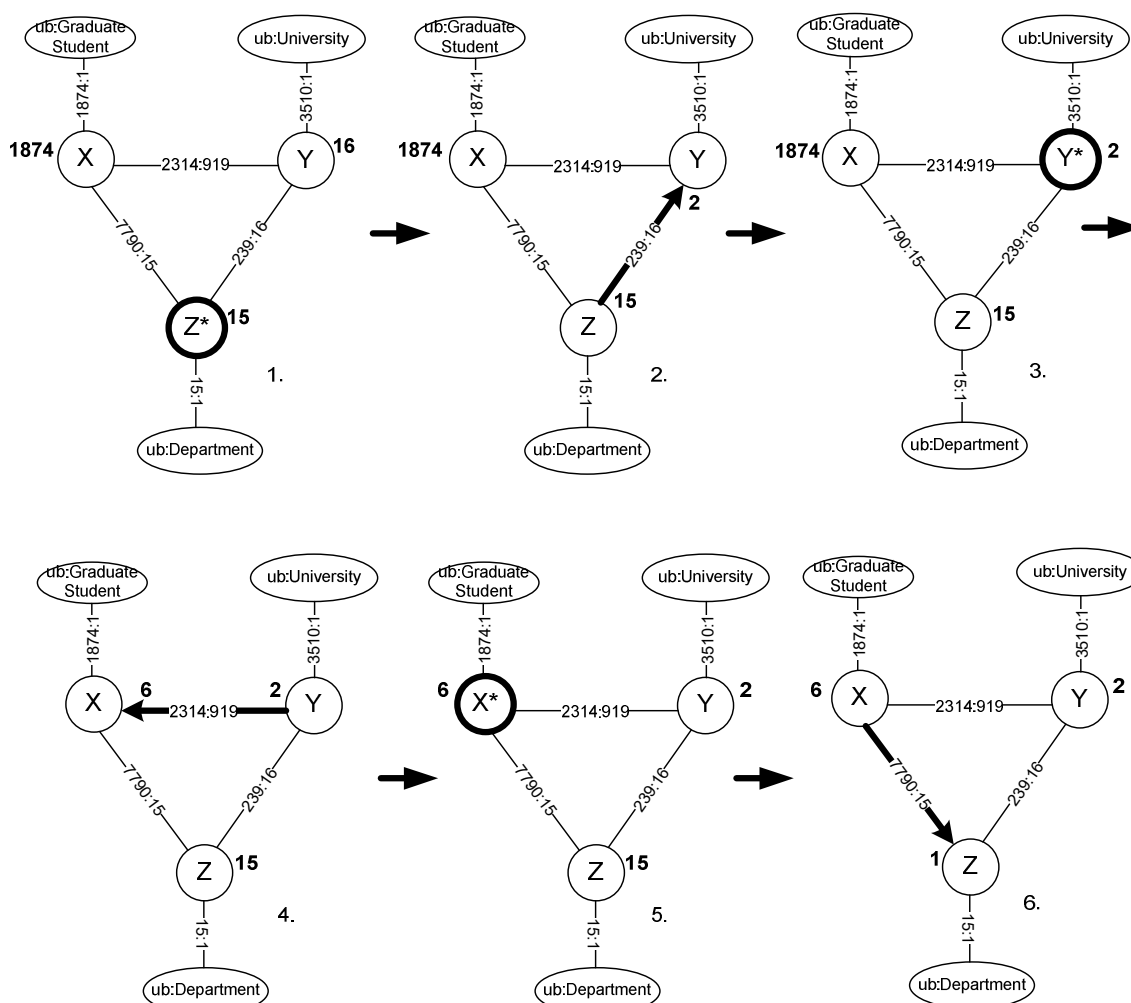 ub:Graduate
Student
ub:University
1874:1
3510:1
1874
X
2314:919
Y
16
7790:15
239:16
Z*
15
1.
15:1
ub:Department
ub:Graduate
Student
ub:University
1874:1
3510:1
1874
X
2314:919
Y
2
7790:15
239:16
Z
15
2.
15:1
ub:Department
ub:Graduate
Student
ub:University
1874:1
3510:1
1874
X
2314:919
Y*
2
7790:15
239:16
Z
15
3.
15:1
ub:Department
ub:Graduate
Student
ub:University
1874:1
3510:1
X
6
2314:919
2
Y
7790:15
239:16
Z
15
4.
15:1
ub:Department
ub:Graduate
Student
ub:University
1874:1
3510:1
6
X*
2314:919
Y
2
7790:15
239:16
Z
15
5.
15:1
ub:Department
ub:Graduate
Student
ub:University
1874:1
3510:1
6
X
2314:919
Y
2
7790:15
239:16
1
Z
6.
15:1
ub:Department